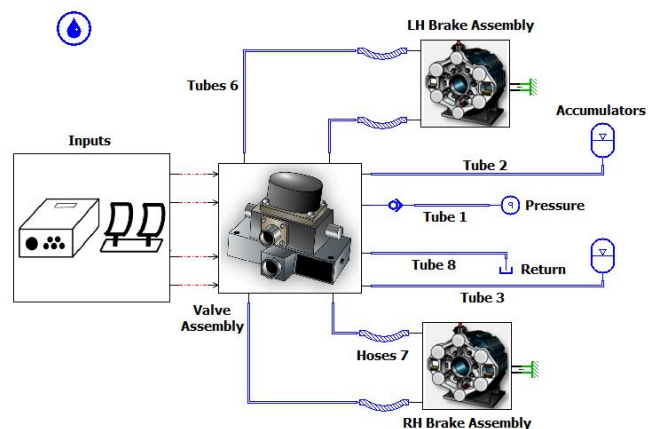 LH Brake Assembly
Tubes 6
Accumulators
Inputs
Tube 2
P
Pressure
Tube 1
Tube 8
Return
Tube 3
Valve
Assembly
Hoses 7
RH Brake Assembly